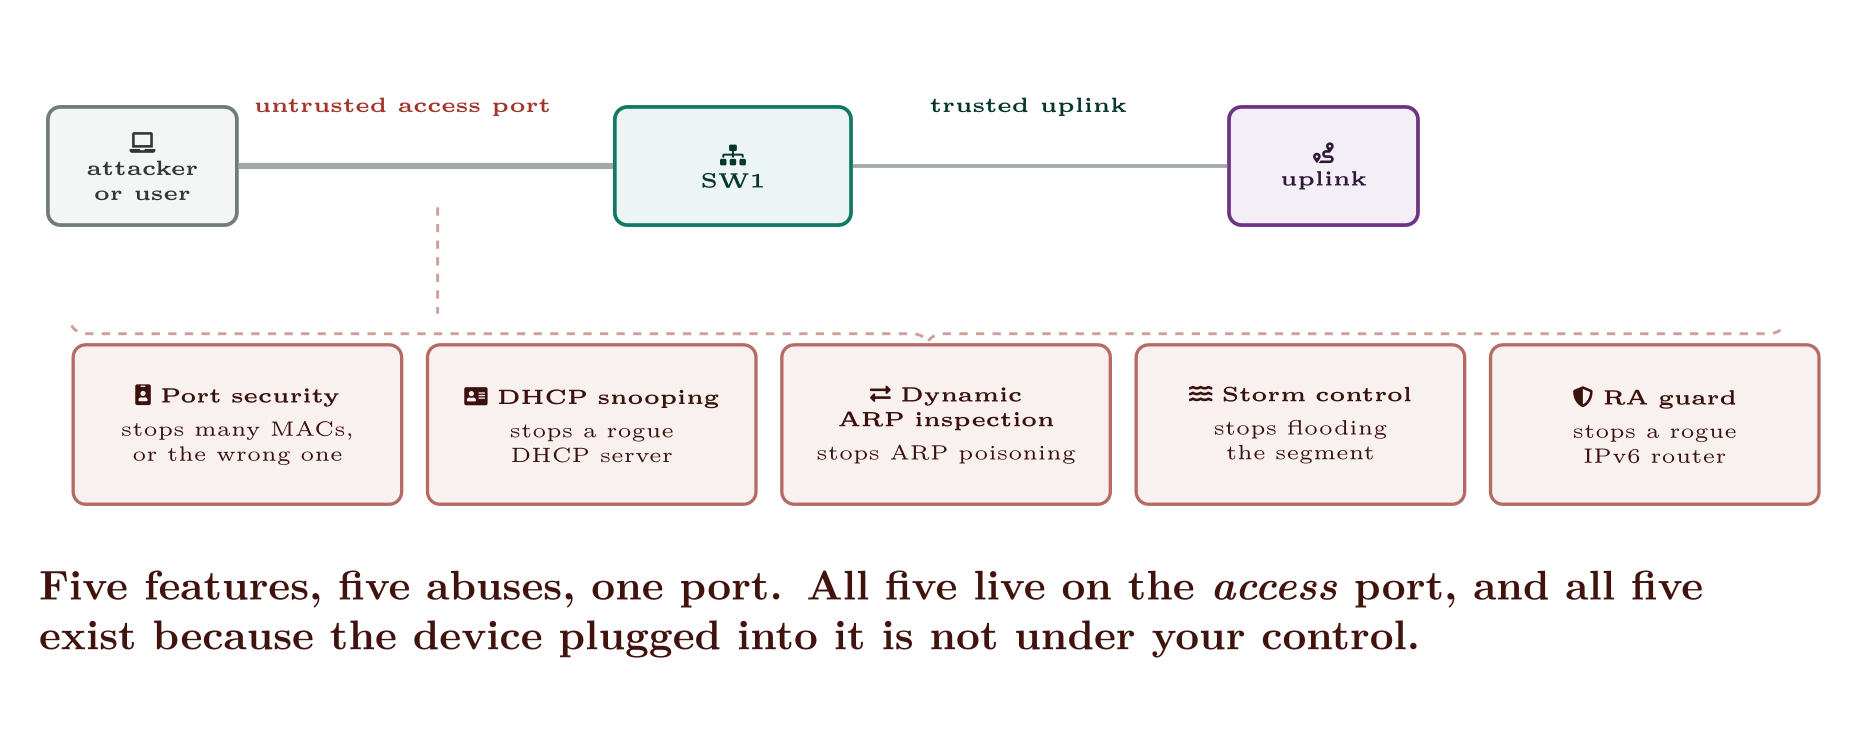 untrusted access port
trusted uplink
attacker
or user
SW1
uplink
Port security
stops many MACs,
or the wrong one
DHCP snooping
stops a rogue
DHCP server
Dynamic
ARP inspection
stops ARP poisoning
Storm control
stops flooding
the segment
RA guard
stops a rogue
IPv6 router
Five features, five abuses, one port. All five live on the access port, and all five
exist because the device plugged into it is not under your control.